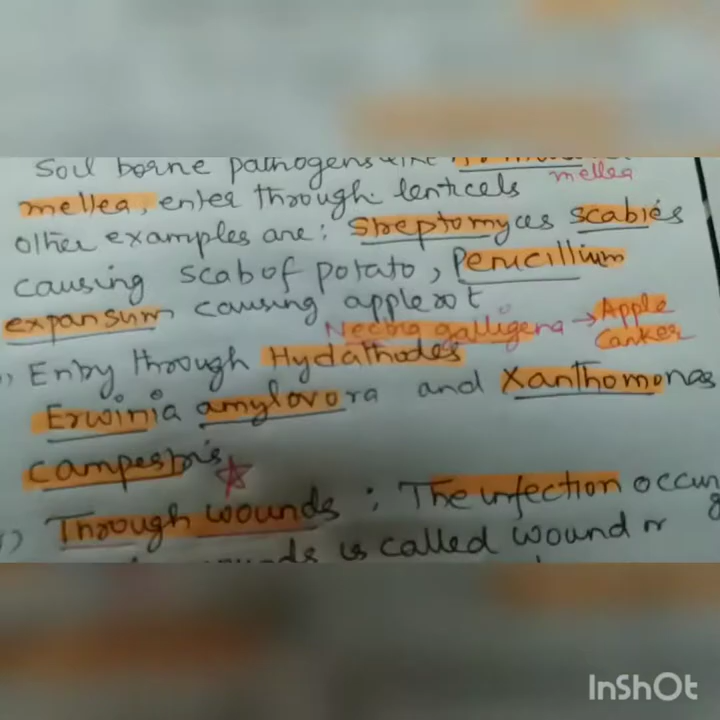 Soil borne pathogens like
mellea
mellea, enter through lenticels
other examples are: Streptomyces scabies
causing scab of potato, Penicillium
expansum causing apple rot
Nectria galligena → Apple
Canker
Entry through Hydathodes
Erwinia amylovora and Xanthomonas
campestris
Through wounds : The infection occurs
is called wound
InShOt